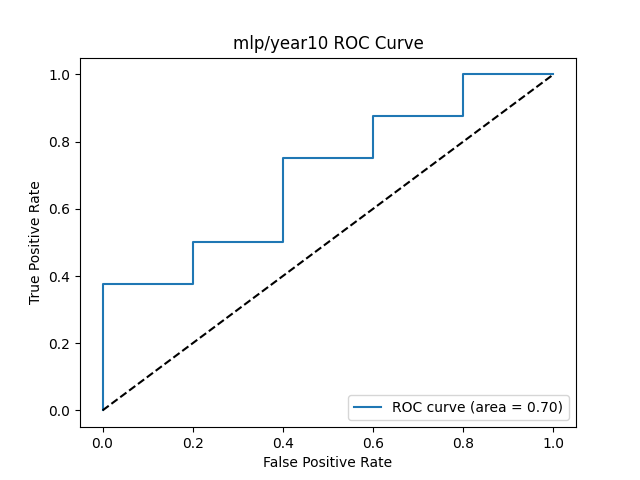 mlp/year10 ROC Curve
True Positive Rate
1.0
0.8
0.6
0.4
0.2
0.0
0.0 0.2 0.4 0.6 0.8 1.0
False Positive Rate
ROC curve (area = 0.70)